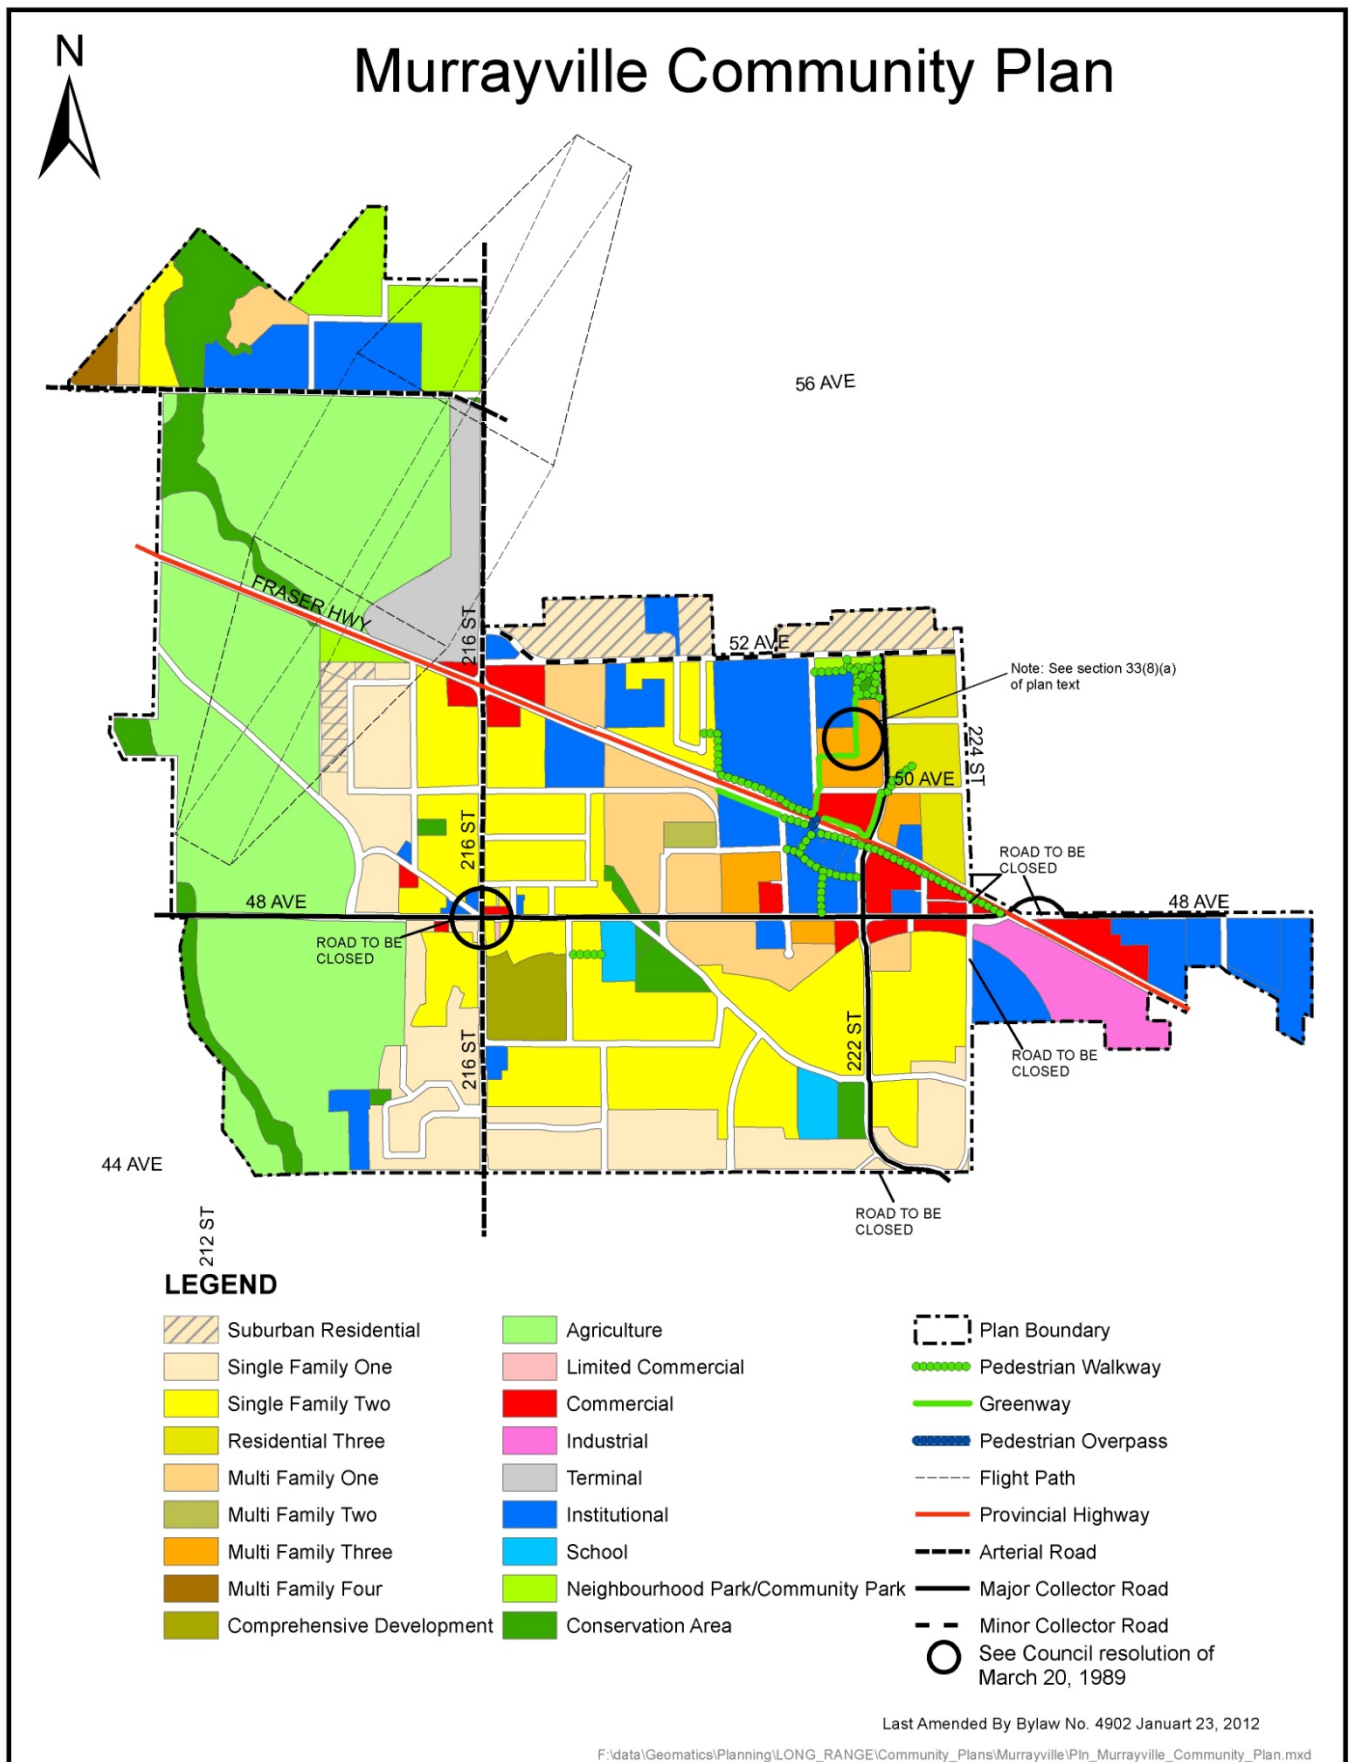 N
Murrayville Community Plan
56 AVE
FRASER HWY
216 ST
52 AVE
Note: See section 33(8)(a)
of plan text
224 ST
50 AVE
216 ST
ROAD TO BE
CLOSED
48 AVE
48 AVE
ROAD TO BE
CLOSED
216 ST
222 ST
ROAD TO BE
CLOSED
44 AVE
ROAD TO BE
CLOSED
212 ST
LEGEND
Suburban Residential
Single Family One
Single Family Two
Residential Three
Multi Family One
Multi Family Two
Multi Family Three
Multi Family Four
Comprehensive Development
Agriculture
Limited Commercial
Commercial
Industrial
Terminal
Institutional
School
Neighbourhood Park/Community Park
Conservation Area
Plan Boundary
Pedestrian Walkway
Greenway
Pedestrian Overpass
Flight Path
Provincial Highway
Arterial Road
Major Collector Road
Minor Collector Road
See Council resolution of
March 20, 1989
Last Amended By Bylaw No. 4902 Januart 23, 2012
F:\data\Geomatics\Planning\LONG_RANGE\Community_Plans\Murrayville\Pln_Murrayville_Community_Plan.mxd